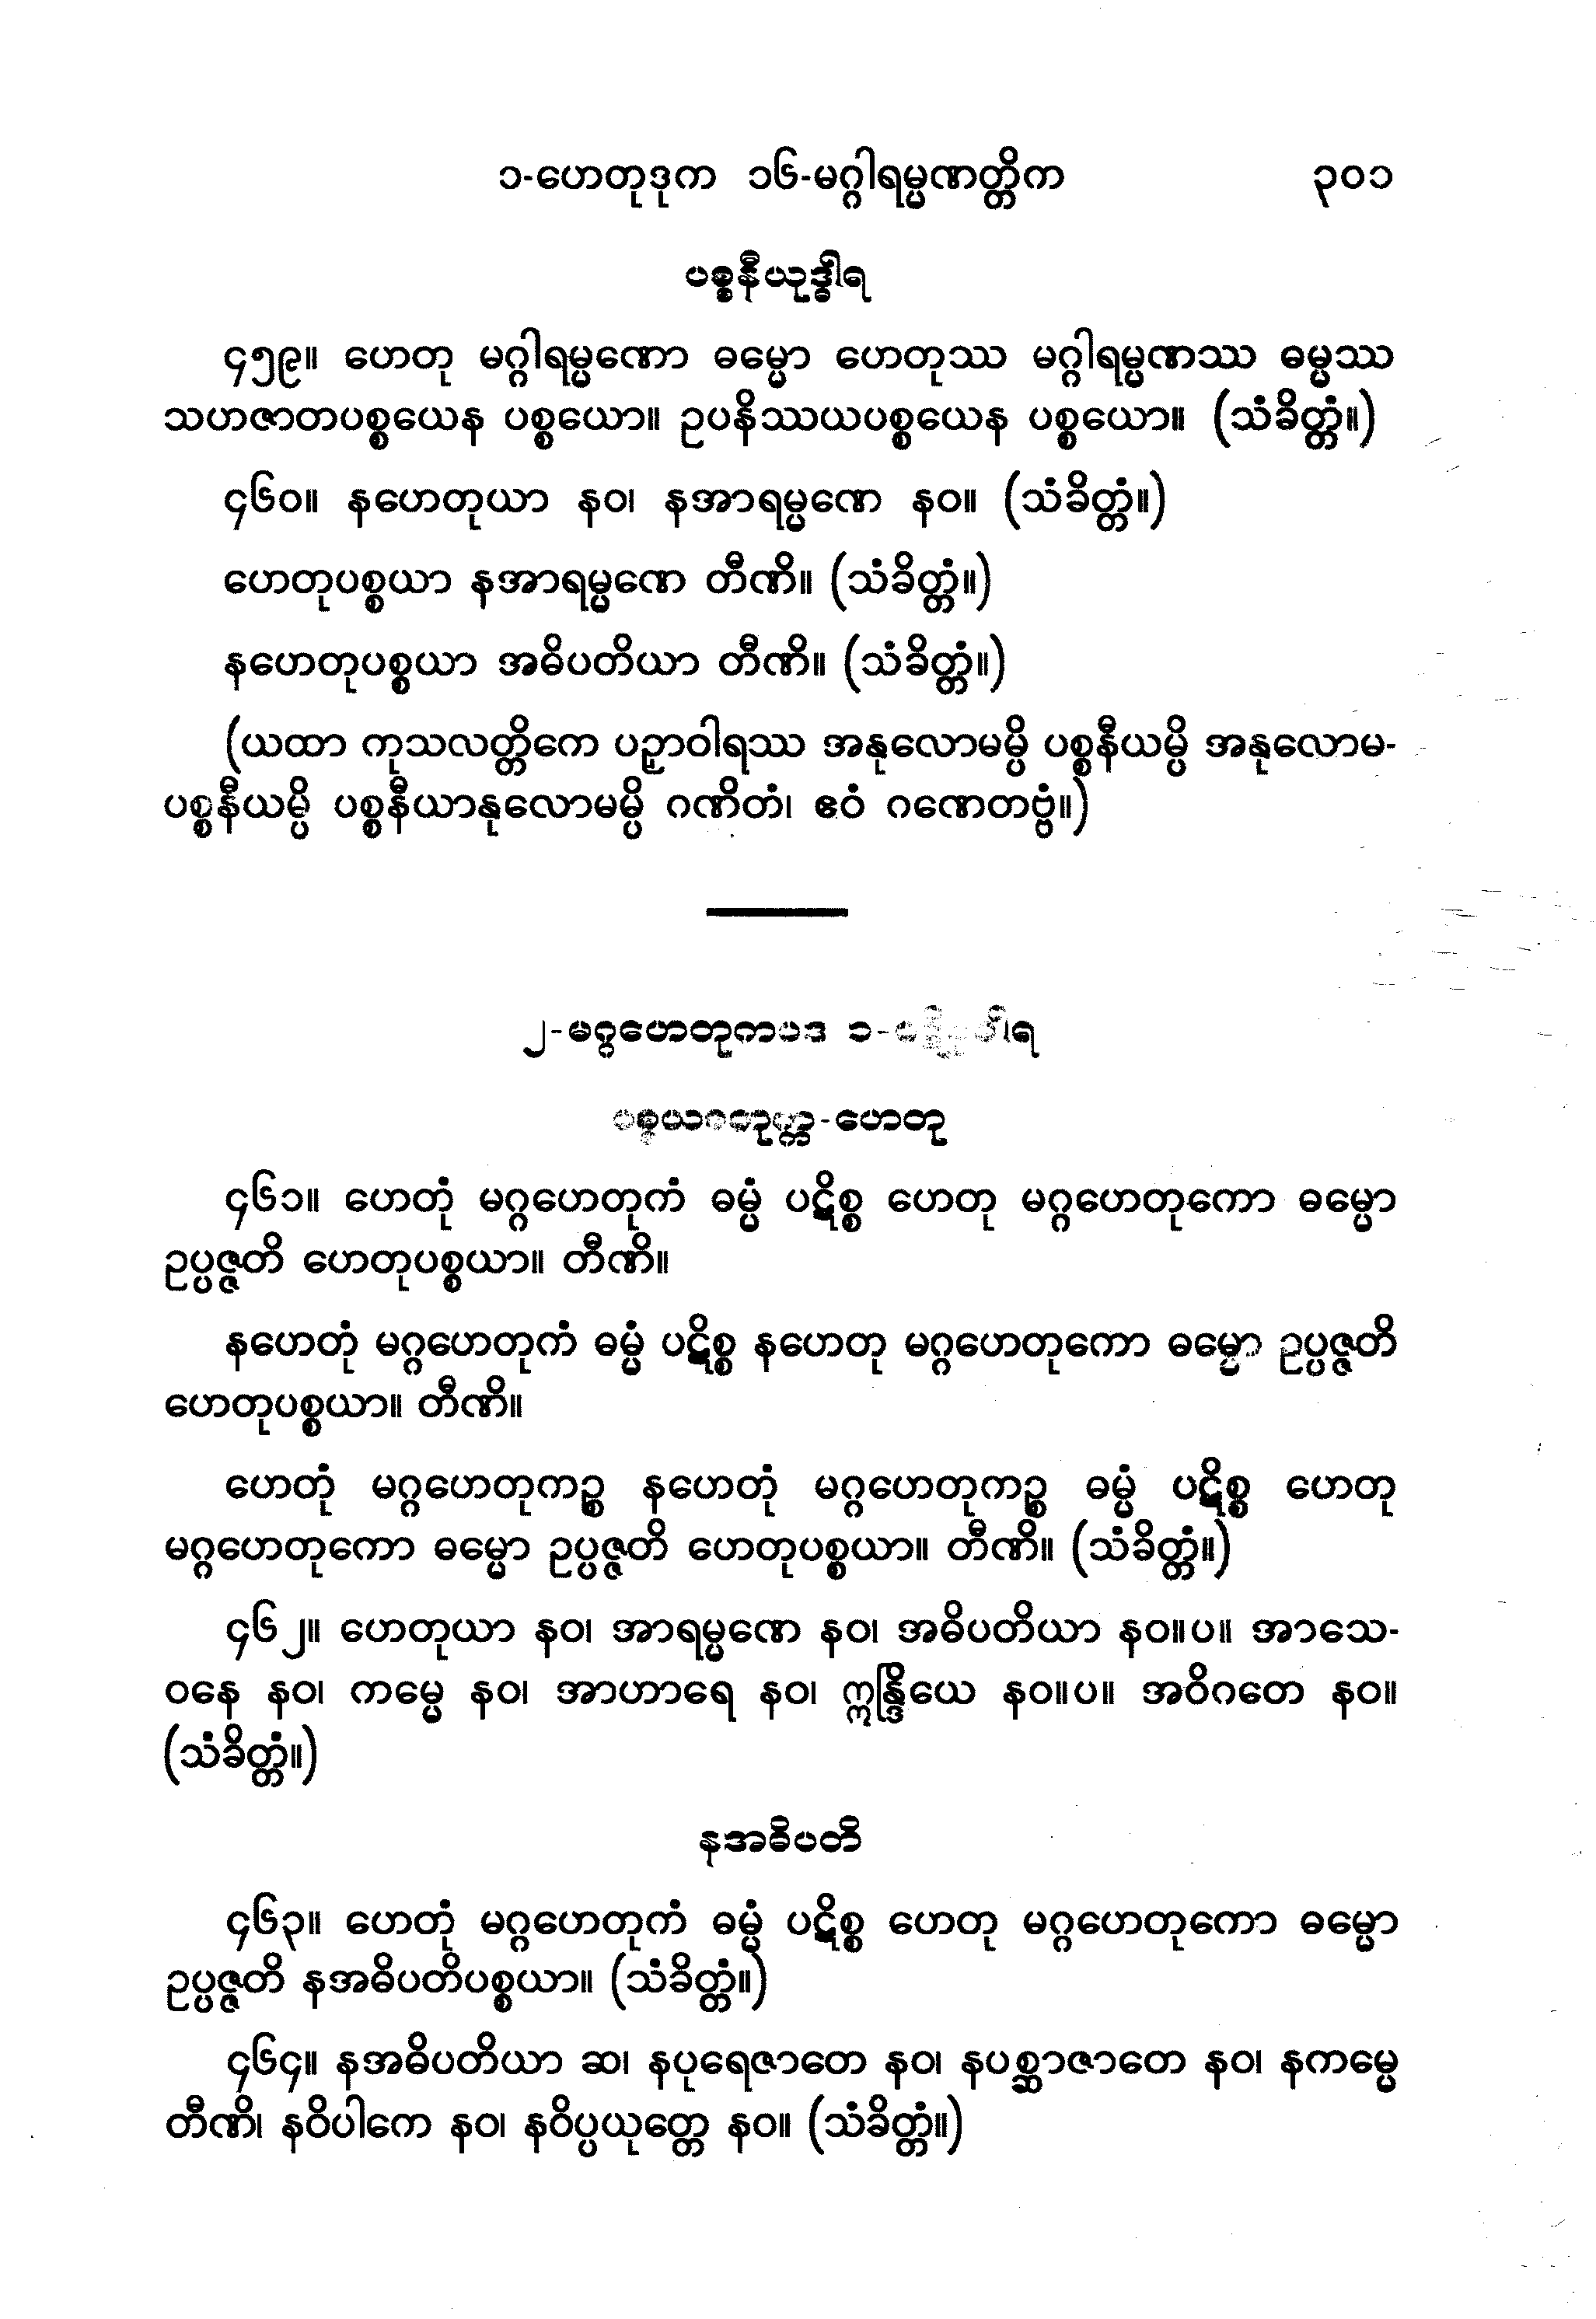 ၁-ဟေတုဒုက ၁၆-မဂ္ဂါရမ္မဏတ္တိက ၃၀၁
ပစ္စနီယုဒ္ဓါရ
၄၅၉။ ဟေတု မဂ္ဂါရမ္မဏော ဓမ္မော ဟေတုဿ မဂ္ဂါရမ္မဏဿ ဓမ္မဿ
သဟဇာတပစ္စယေန ပစ္စယော။ ဥပနိဿယပစ္စယေန ပစ္စယော။ (သံခိတ္တံ။)
၄၆၀။ နဟေတုယာ နဝ၊ နအာရမ္မဏေ နဝ။ (သံခိတ္တံ။)
ဟေတုပစ္စယာ နအာရမ္မဏေ တီဏိ။ (သံခိတ္တံ။)
နဟေတုပစ္စယာ အဓိပတိယာ တီဏိ။ (သံခိတ္တံ။)
(ယထာ ကုသလတ္တိကေ ပဉှာဝါရဿ အနုလောမမ္ပိ ပစ္စနီယမ္ပိ အနုလောမ-
ပစ္စနီယမ္ပိ ပစ္စနီယာနုလောမမ္ပိ ဂဏိတံ၊ ဧဝံ ဂဏေတဗ္ဗံ။)
၂-မဂ္ဂဟေတုကပဒ ၁-
ပစ္စယစတုက္က-ဟေတု
၄၆၁။ ဟေတုံ မဂ္ဂဟေတုကံ ဓမ္မံ ပဋိစ္စ ဟေတု မဂ္ဂဟေတုကော ဓမ္မော
ဥပ္ပဇ္ဇတိ ဟေတုပစ္စယာ။ တီဏိ။
နဟေတုံ မဂ္ဂဟေတုကံ ဓမ္မံ ပဋိစ္စ နဟေတု မဂ္ဂဟေတုကော ဓမ္မော ဥပ္ပဇ္ဇတိ
ဟေတုပစ္စယာ။ တီဏိ။
ဟေတုံ မဂ္ဂဟေတုကဉ္စ နဟေတုံ မဂ္ဂဟေတုကဉ္စ ဓမ္မံ ပဋိစ္စ ဟေတု
မဂ္ဂဟေတုကော ဓမ္မော ဥပ္ပဇ္ဇတိ ဟေတုပစ္စယာ။ တီဏိ။ (သံခိတ္တံ။)
၄၆၂။ ဟေတုယာ နဝ၊ အာရမ္မဏေ နဝ၊ အဓိပတိယာ နဝ။ပ။ အာသေ-
ဝနေ နဝ၊ ကမ္မေ နဝ၊ အာဟာရေ နဝ၊ ဣန္ဒြိယေ နဝ။ပ။ အဝိဂတေ နဝ။
(သံခိတ္တံ။)
နအဓိပတိ
၄၆၃။ ဟေတုံ မဂ္ဂဟေတုကံ ဓမ္မံ ပဋိစ္စ ဟေတု မဂ္ဂဟေတုကော ဓမ္မော
ဥပ္ပဇ္ဇတိ နအဓိပတိပစ္စယာ။ (သံခိတ္တံ။)
၄၆၄။ နအဓိပတိယာ ဆ၊ နပုရေဇာတေ နဝ၊ နပစ္ဆာဇာတေ နဝ၊ နကမ္မေ
တီဏိ၊ နဝိပါကေ နဝ၊ နဝိပ္ပယုတ္တေ နဝ။ (သံခိတ္တံ။)